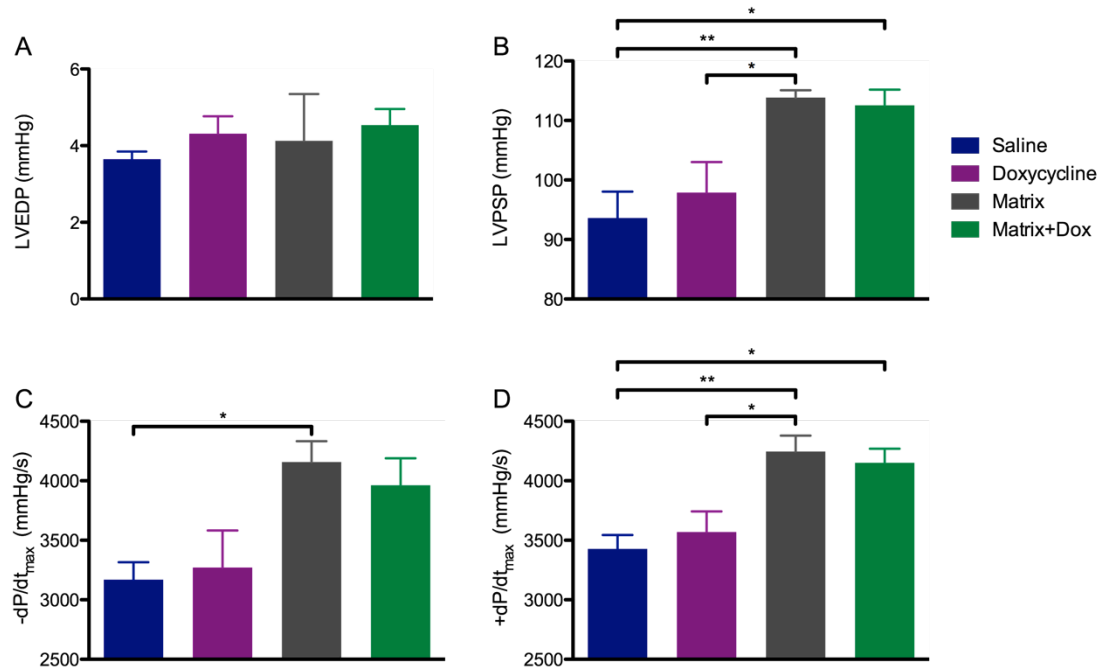 A
LVEDP (mmHg)
6
4
2
0
B
LVPSP (mmHg)
120
110
100
90
80
*
**
*
Saline
Doxycycline
Matrix
Matrix+Dox
C
-dP/dtmax (mmHg/s)
4500
4000
3500
3000
2500
*
D
+dP/dtmax (mmHg/s)
4500
4000
3500
3000
2500
*
**
*